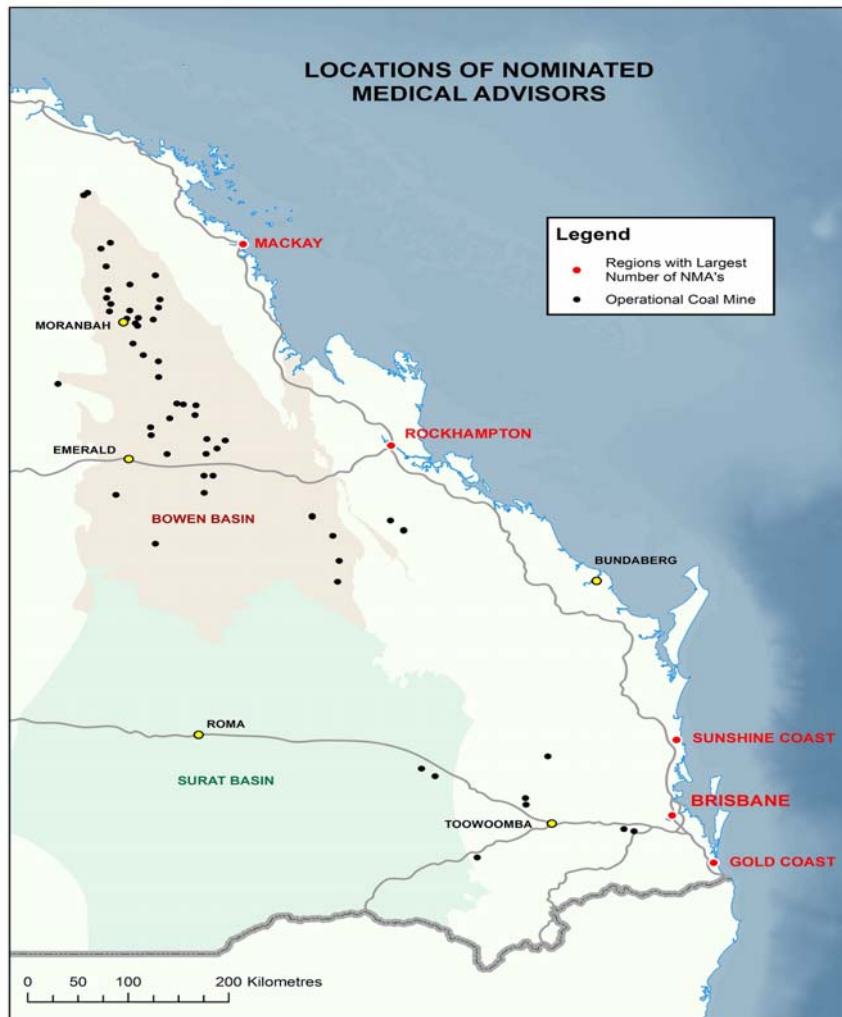 LOCATIONS OF NOMINATED
MEDICAL ADVISORS
MACKAY
Legend
Regions with Largest
Number of NMA's
Operational Coal Mine
MORANBAH
ROCKHAMPTON
EMERALD
BOWEN BASIN
BUNDABERG
ROMA
SUNSHINE COAST
SURAT BASIN
BRISBANE
TOOWOOMBA
GOLD COAST
0 50 100 200 Kilometres